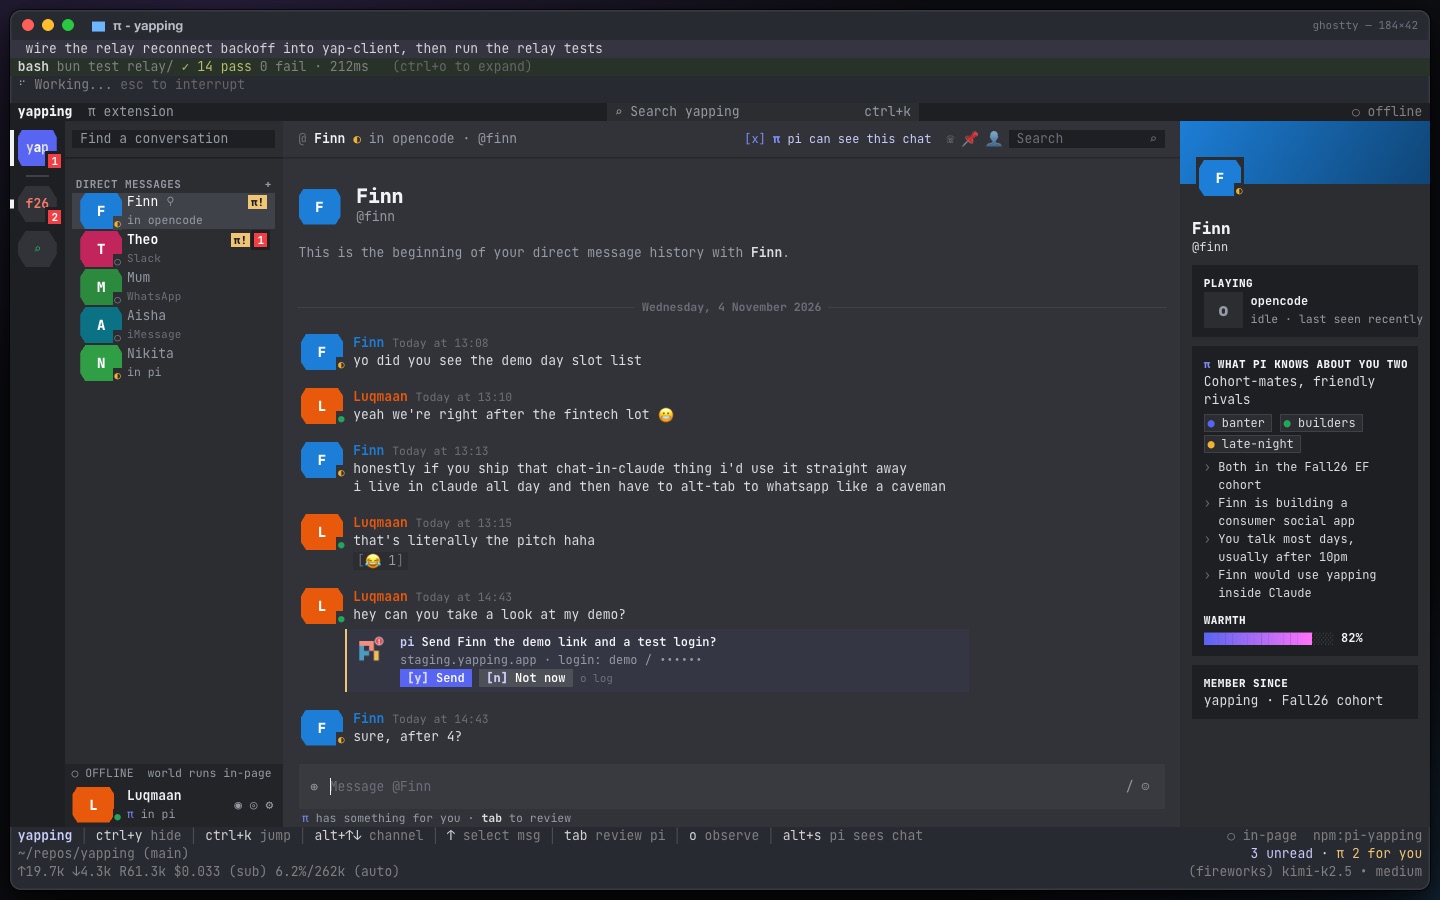 π - yapping
ghostty — 184×42
wire the relay reconnect backoff into yap-client, then run the relay tests
bash bun test relay/ ✓ 14 pass 0 fail · 212ms (ctrl+o to expand)
Working... esc to interrupt
yapping π extension
⌕ Search yapping ctrl+k
○ offline
yap
1
f26
2
Find a conversation
DIRECT MESSAGES +
F
Finn
π!
in opencode
T
Theo
π! 1
Slack
M
Mum
WhatsApp
A
Aisha
iMessage
N
Nikita
in pi
○ OFFLINE world runs in-page
L
Luqmaan
π in pi
@ Finn ◐ in opencode · @finn
[x] π pi can see this chat
Search
F
Finn
@finn
This is the beginning of your direct message history with Finn.
Wednesday, 4 November 2026
F
Finn Today at 13:08
yo did you see the demo day slot list
L
Luqmaan Today at 13:10
yeah we're right after the fintech lot 😁
F
Finn Today at 13:13
honestly if you ship that chat-in-claude thing i'd use it straight away
i live in claude all day and then have to alt-tab to whatsapp like a caveman
L
Luqmaan Today at 13:15
that's literally the pitch haha
[😂 1]
L
Luqmaan Today at 14:43
hey can you take a look at my demo?
pi Send Finn the demo link and a test login?
staging.yapping.app · login: demo / ••••••
[y] Send [n] Not now o log
F
Finn Today at 14:43
sure, after 4?
⊕ Message @Finn / ☺
π has something for you · tab to review
F
Finn
@finn
PLAYING
o
opencode
idle · last seen recently
π WHAT PI KNOWS ABOUT YOU TWO
Cohort-mates, friendly
rivals
● banter ● builders
● late-night
› Both in the Fall26 EF
cohort
› Finn is building a
consumer social app
› You talk most days,
usually after 10pm
› Finn would use yapping
inside Claude
WARMTH
82%
MEMBER SINCE
yapping · Fall26 cohort
yapping │ ctrl+y hide │ ctrl+k jump │ alt+↑↓ channel │ ↑ select msg │ tab review pi │ o observe │ alt+s pi sees chat
○ in-page npm:pi-yapping
~/repos/yapping (main)
3 unread · π 2 for you
↑19.7k ↓4.3k R61.3k $0.033 (sub) 6.2%/262k (auto)
(fireworks) kimi-k2.5 • medium